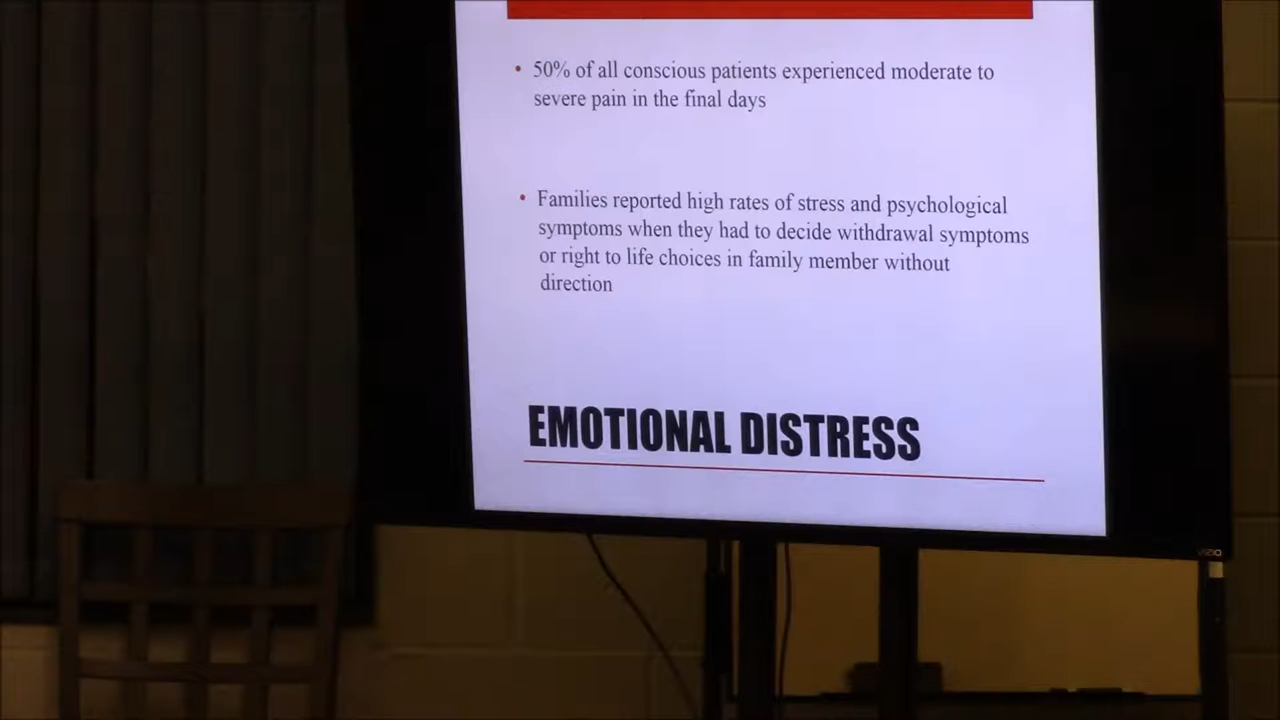 • 50% of all conscious patients experienced moderate to
severe pain in the final days
• Families reported high rates of stress and psychological
symptoms when they had to decide withdrawal symptoms
or right to life choices in family member without
direction
EMOTIONAL DISTRESS
VIZIO